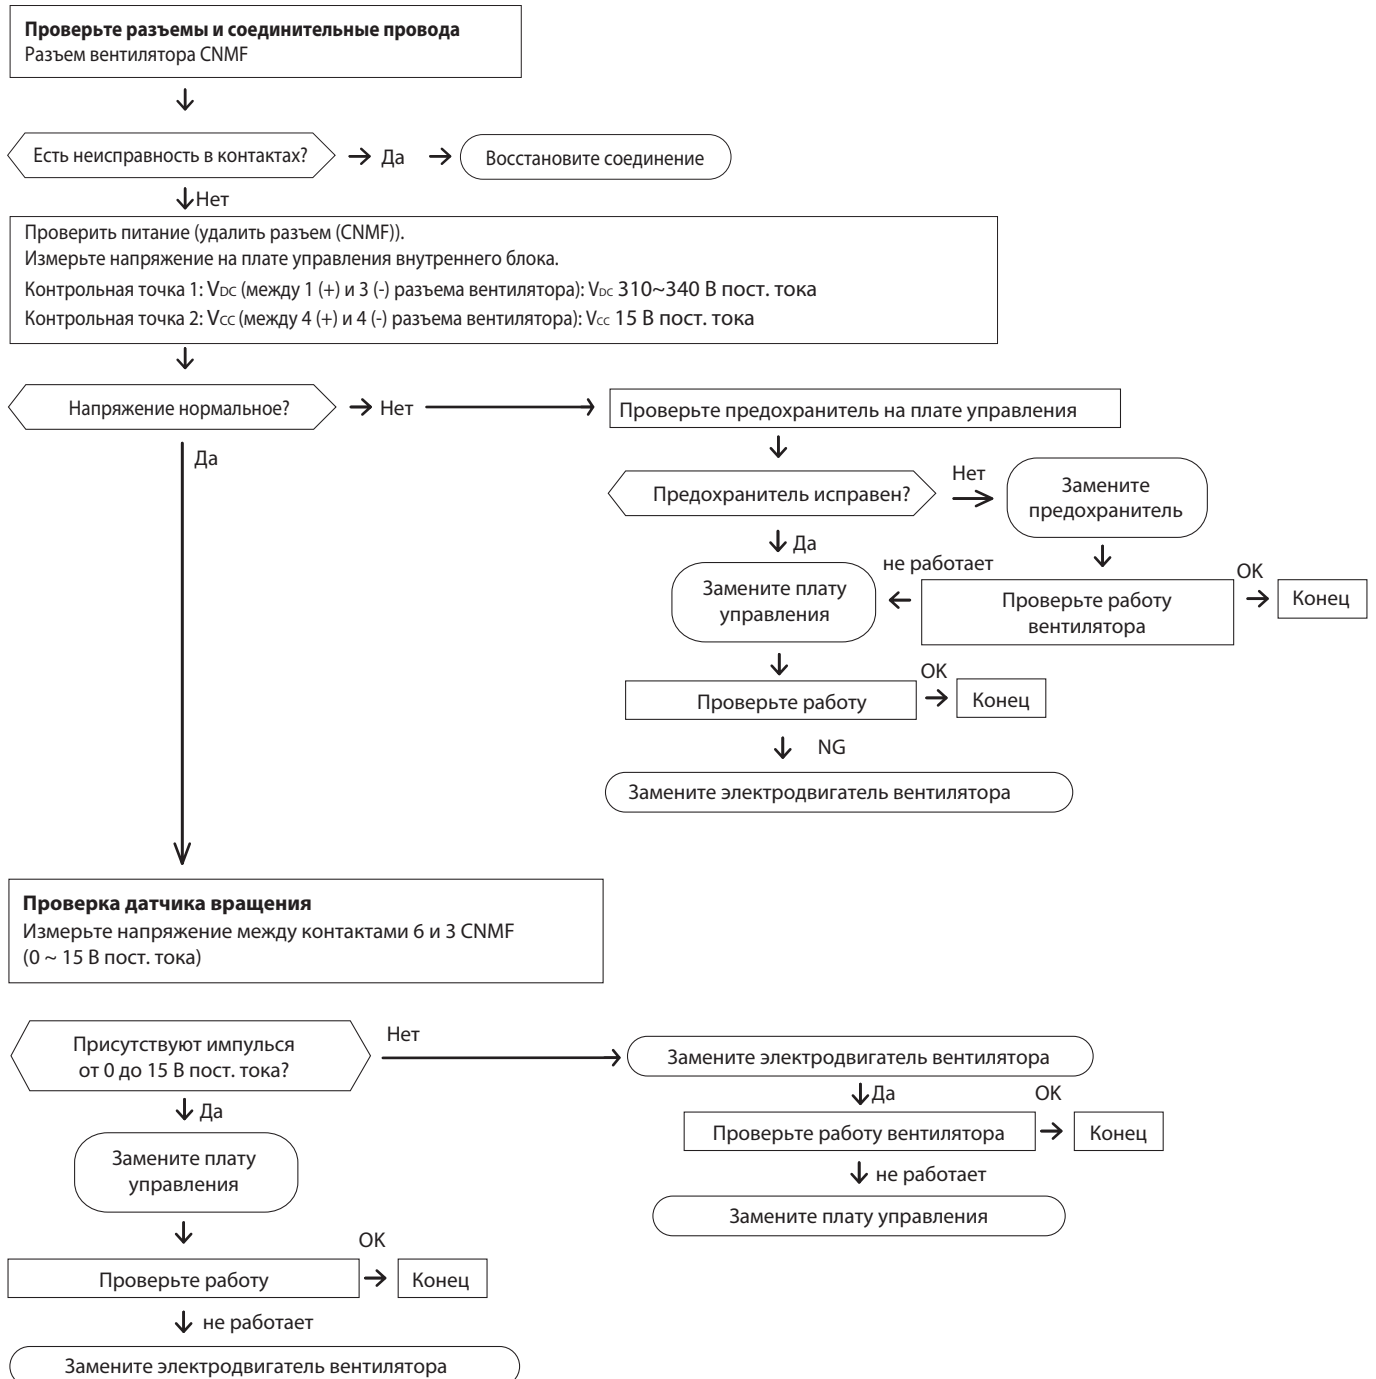 Проверьте разъемы и соединительные провода
Разъем вентилятора CNMF
Есть неисправность в контактах?
Да
Восстановите соединение
Нет
Проверить питание (удалить разъем (CNMF)).
Измерьте напряжение на плате управления внутреннего блока.
Контрольная точка 1: VDC (между 1 (+) и 3 (-) разъема вентилятора): VDC 310~340 В пост. тока
Контрольная точка 2: VCC (между 4 (+) и 4 (-) разъема вентилятора): VCC 15 В пост. тока
Напряжение нормальное?
Нет
Проверьте предохранитель на плате управления
Да
Предохранитель исправен?
Нет
Замените
предохранитель
Да
не работает
Замените плату
управления
Проверьте работу
вентилятора
OK
Конец
Проверьте работу
OK
Конец
NG
Замените электродвигатель вентилятора
Проверка датчика вращения
Измерьте напряжение между контактами 6 и 3 CNMF
(0 ~ 15 В пост. тока)
Присутствуют импулься
от 0 до 15 В пост. тока?
Нет
Замените электродвигатель вентилятора
Да
Проверьте работу вентилятора
OK
Конец
не работает
Замените плату управления
Да
Замените плату
управления
Проверьте работу
OK
Конец
не работает
Замените электродвигатель вентилятора